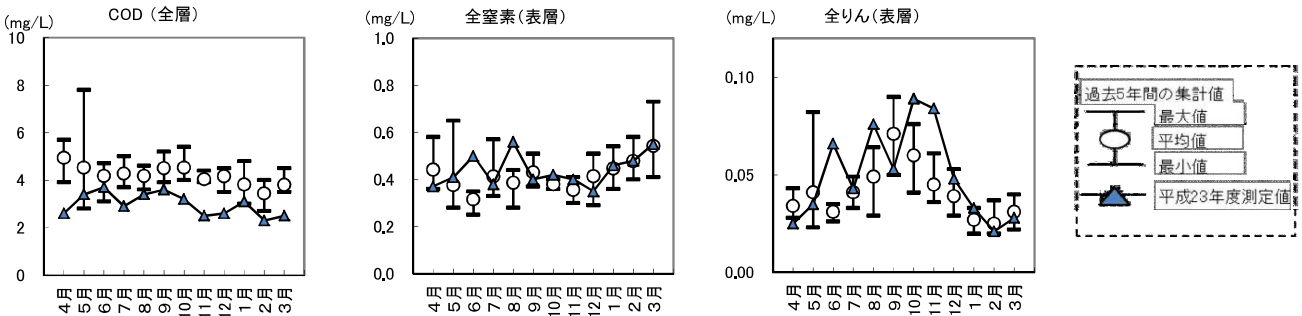 COD (全層)
(mg/L)
10
8
6
4
2
0
4月
5月
6月
7月
8月
9月
10月
11月
12月
1月
2月
3月
全窒素(表層)
(mg/L)
1.0
0.8
0.6
0.4
0.2
0.0
4月
5月
6月
7月
8月
9月
10月
11月
12月
1月
2月
3月
全りん(表層)
(mg/L)
0.10
0.05
0.00
4月
5月
6月
7月
8月
9月
10月
11月
12月
1月
2月
3月
過去5年間の集計値
最大値
平均値
最小値
平成23年度測定値